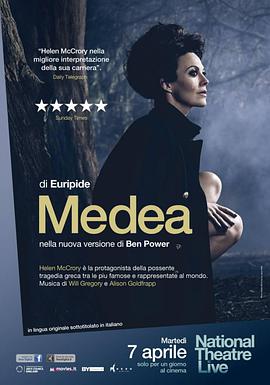 “Helen McCrory nella
migliore interpretazione
della sua carriera”.
Daily Telegraph
Sunday Times
di Euripide
Medea
nella nuova versione di Ben Power
Helen McCrory è la protagonista della possente
tragedia greca tra le piu famose e rappresentate al mondo.
Musica di Will Gregory e Alison Goldfrapp
in lingua originale sottotitolato in italiano
Martedì
7 aprile
solo per un giorno
al cinema
National
Theatre
Live